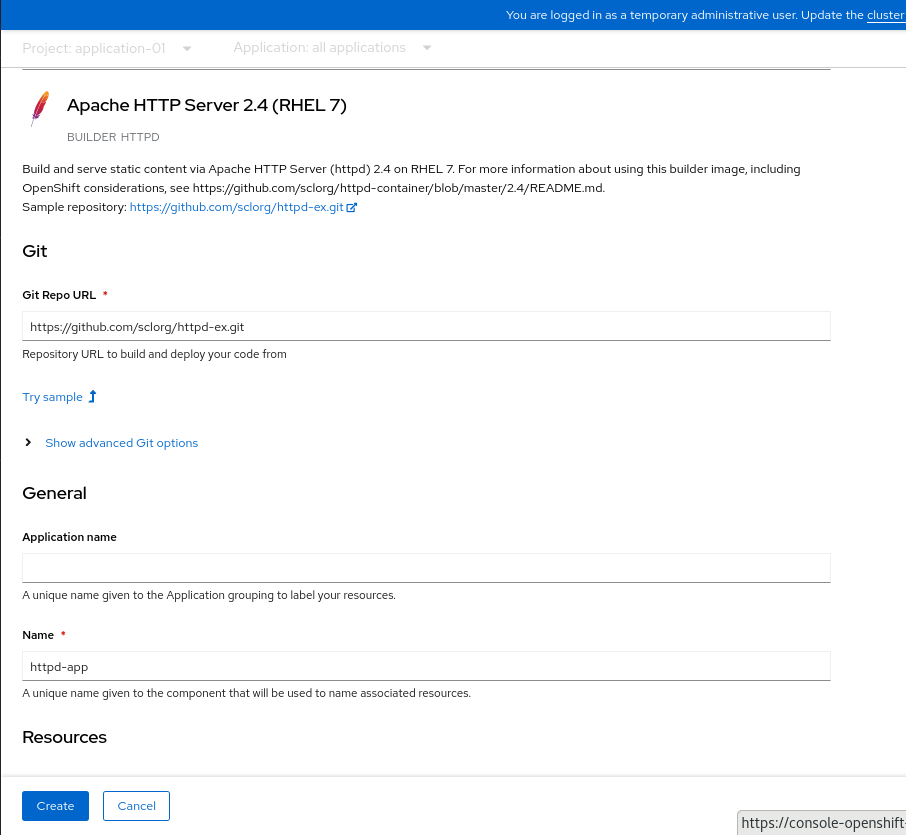 You are logged in as a temporary administrative user. Update the cluster
Project: application-01
Application: all applications
Apache HTTP Server 2.4 (RHEL 7)
BUILDER HTTPD
Build and serve static content via Apache HTTP Server (httpd) 2.4 on RHEL 7. For more information about using this builder image, including
OpenShift considerations, see https://github.com/sclorg/httpd-container/blob/master/2.4/README.md.
Sample repository: https://github.com/sclorg/httpd-ex.git
Git
Git Repo URL *
https://github.com/sclorg/httpd-ex.git
Repository URL to build and deploy your code from
Try sample
Show advanced Git options
General
Application name
A unique name given to the Application grouping to label your resources.
Name *
httpd-app
A unique name given to the component that will be used to name associated resources.
Resources
Create
Cancel
https://console-openshift-